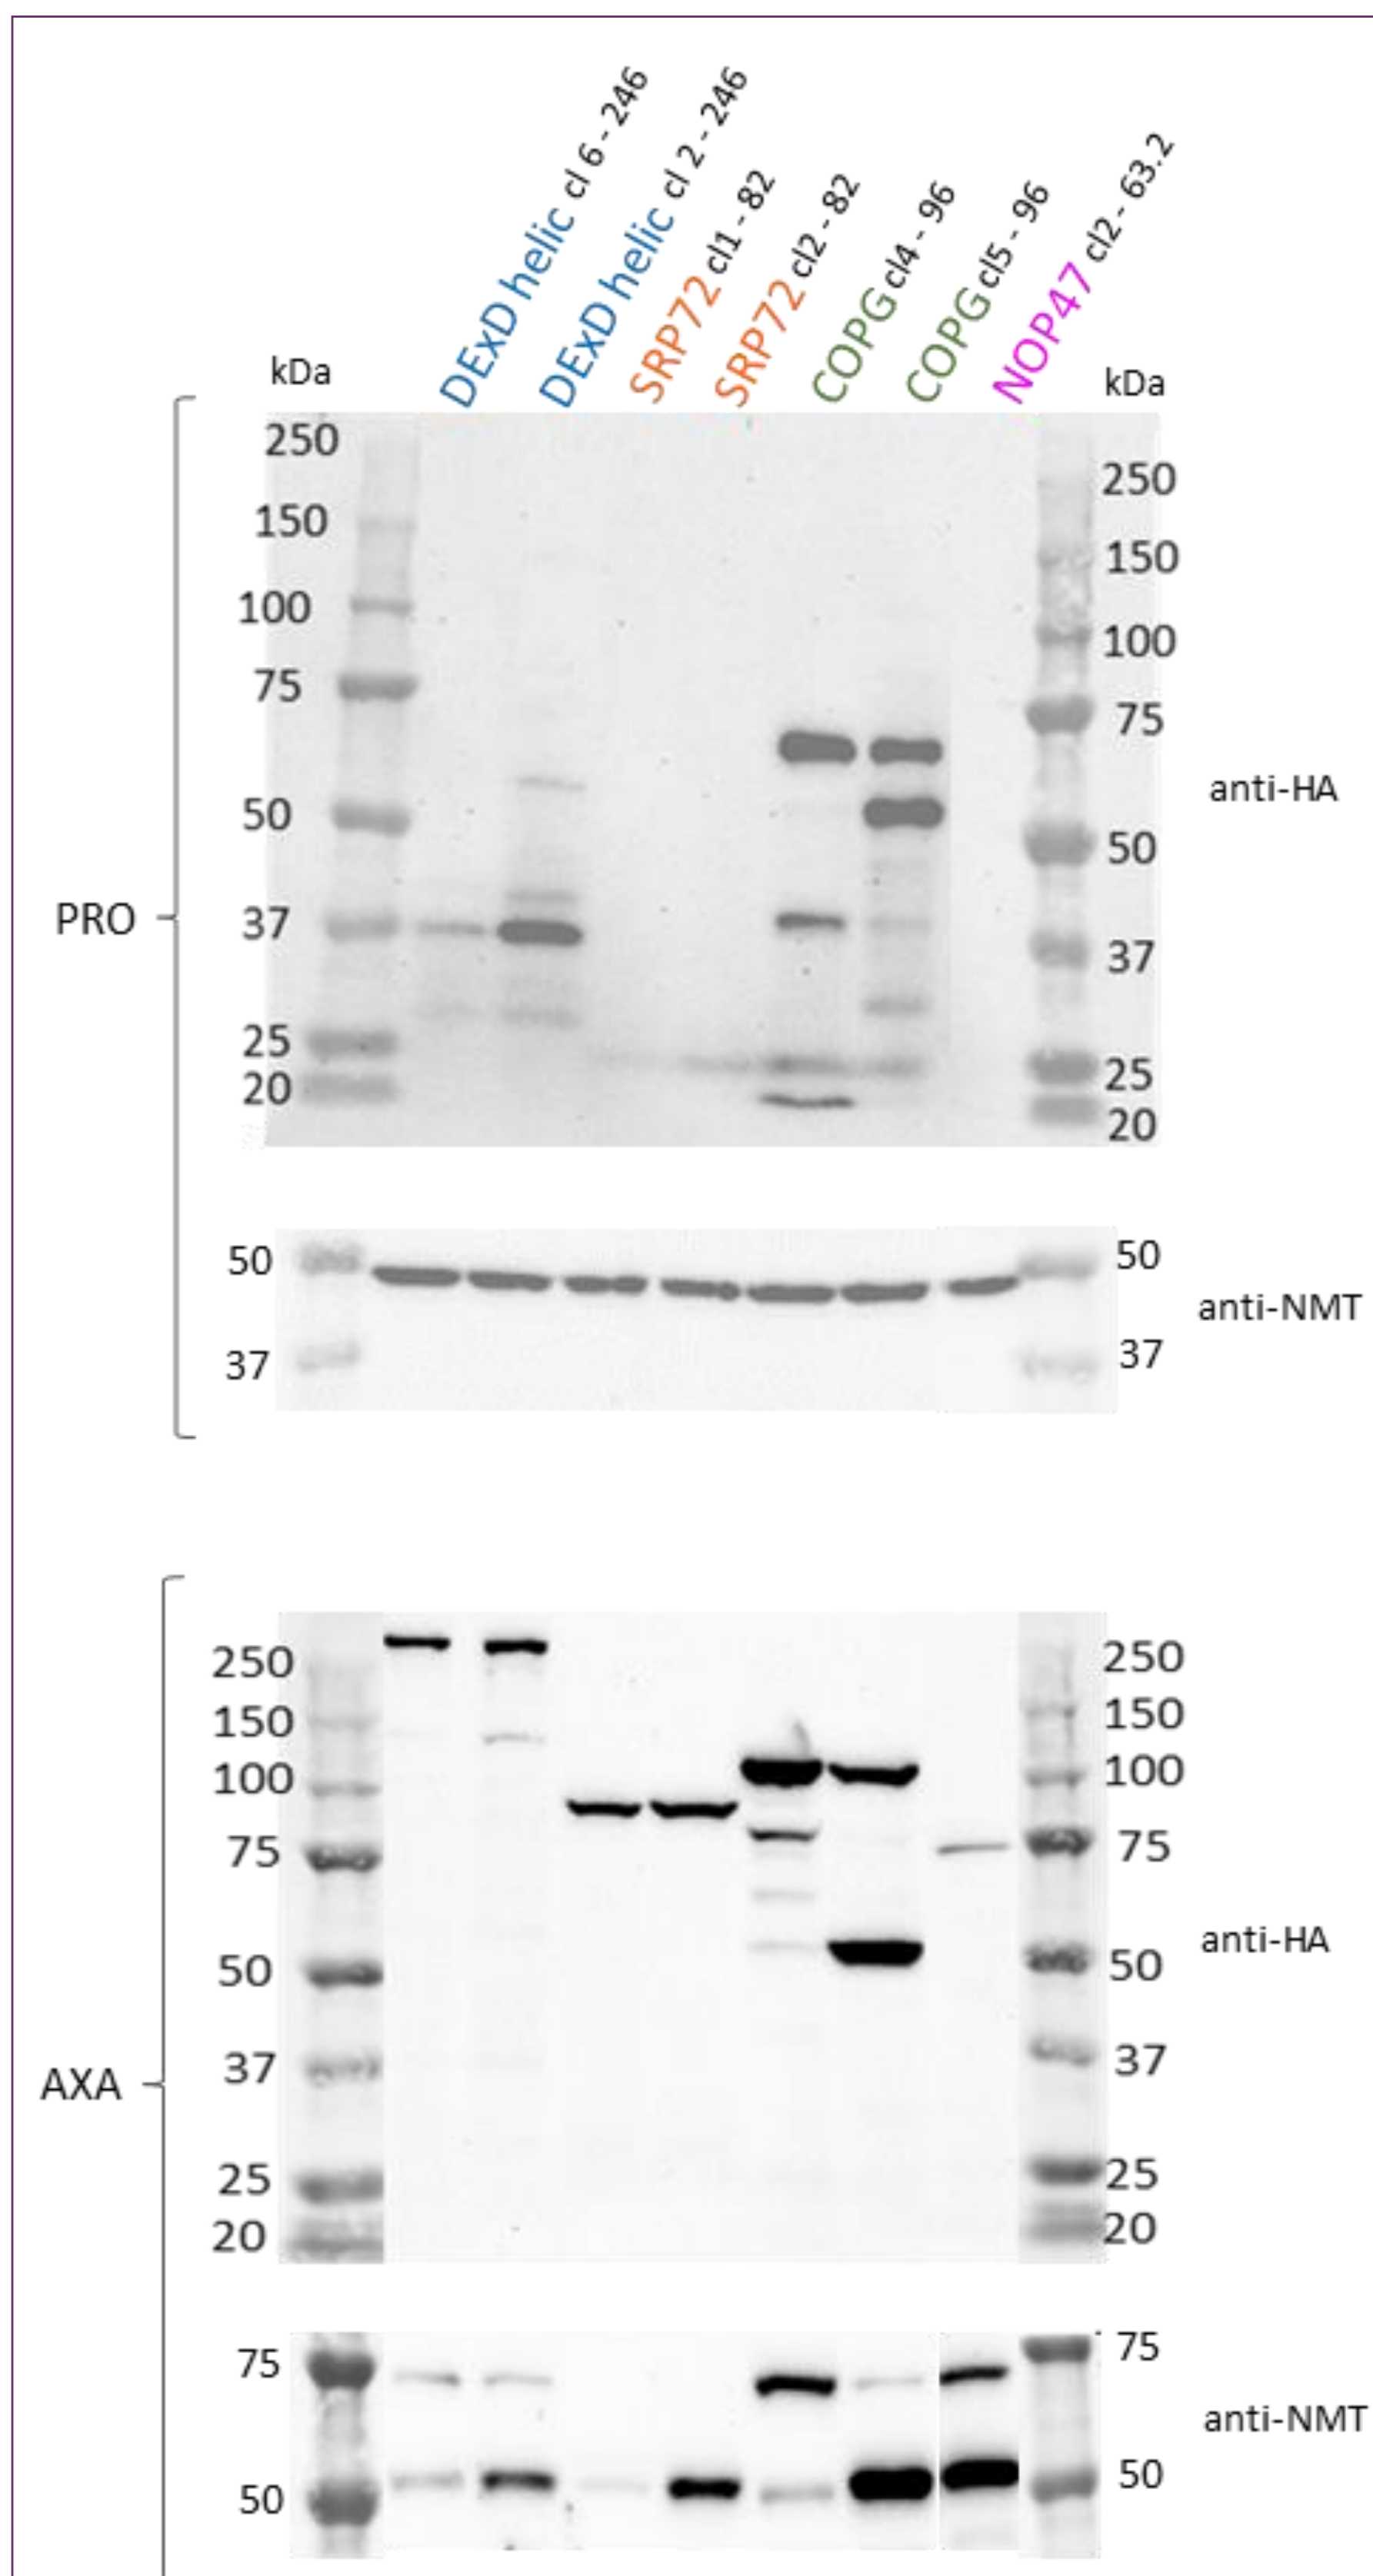 DExD helic cl 6 - 246
DExD helic cl 2 - 246
SRP72 cl1 - 82
SRP72 cl2 - 82
COPG cl4 - 96
COPG cl5 - 96
NOP47 cl2 - 63.2
kDa
kDa
250
150
100
75
50
37
25
20
250
150
100
75
50
37
25
20
anti-HA
PRO
50
37
50
37
anti-NMT
250
150
100
75
50
37
25
20
250
150
100
75
50
37
25
20
anti-HA
AXA
75
50
75
50
anti-NMT